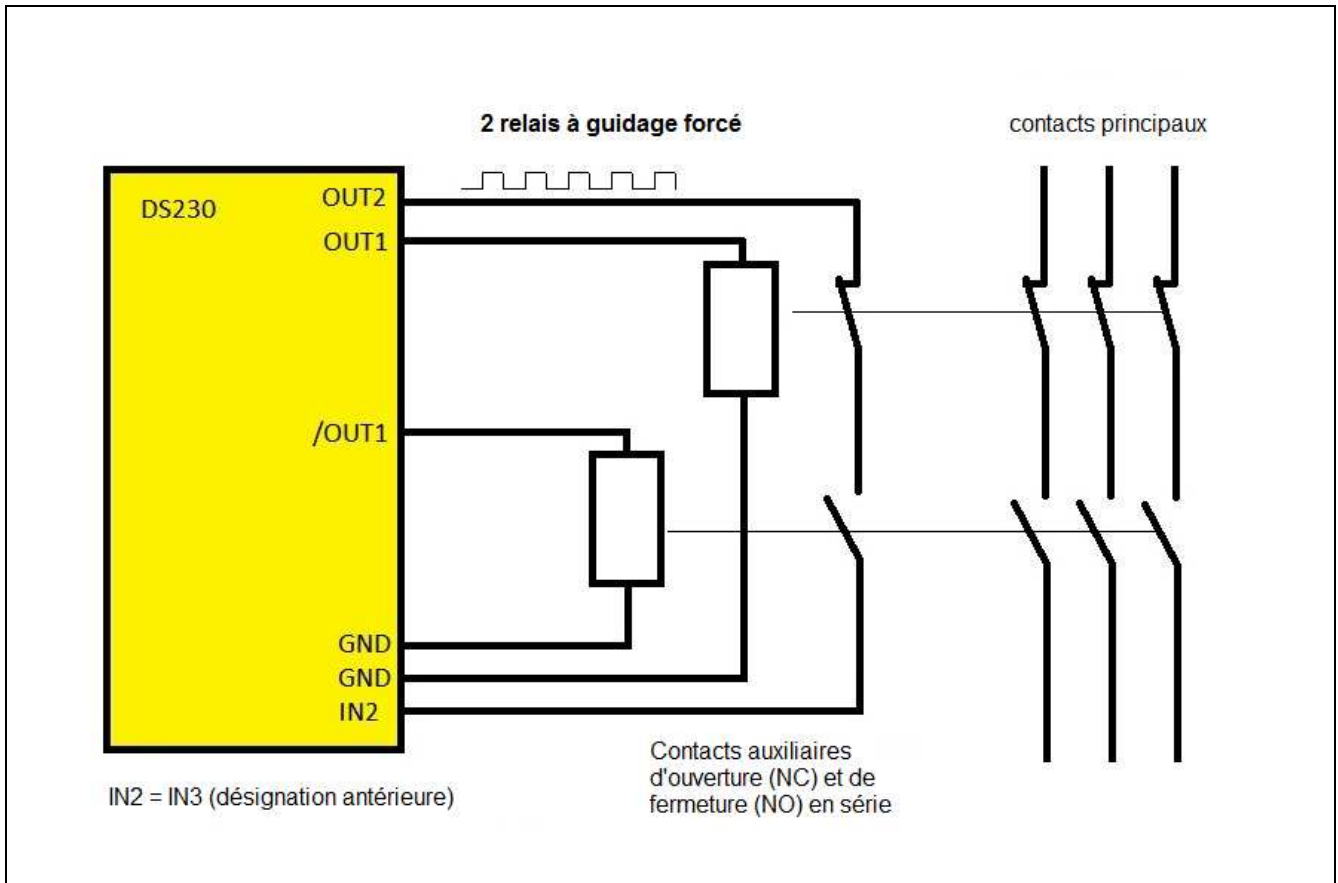 2 relais à guidage forcé
contacts principaux
DS230
OUT2
OUT1
/OUT1
GND
GND
IN2
Contacts auxiliaires
d'ouverture (NC) et de
fermeture (NO) en série
IN2 = IN3 (désignation antérieure)